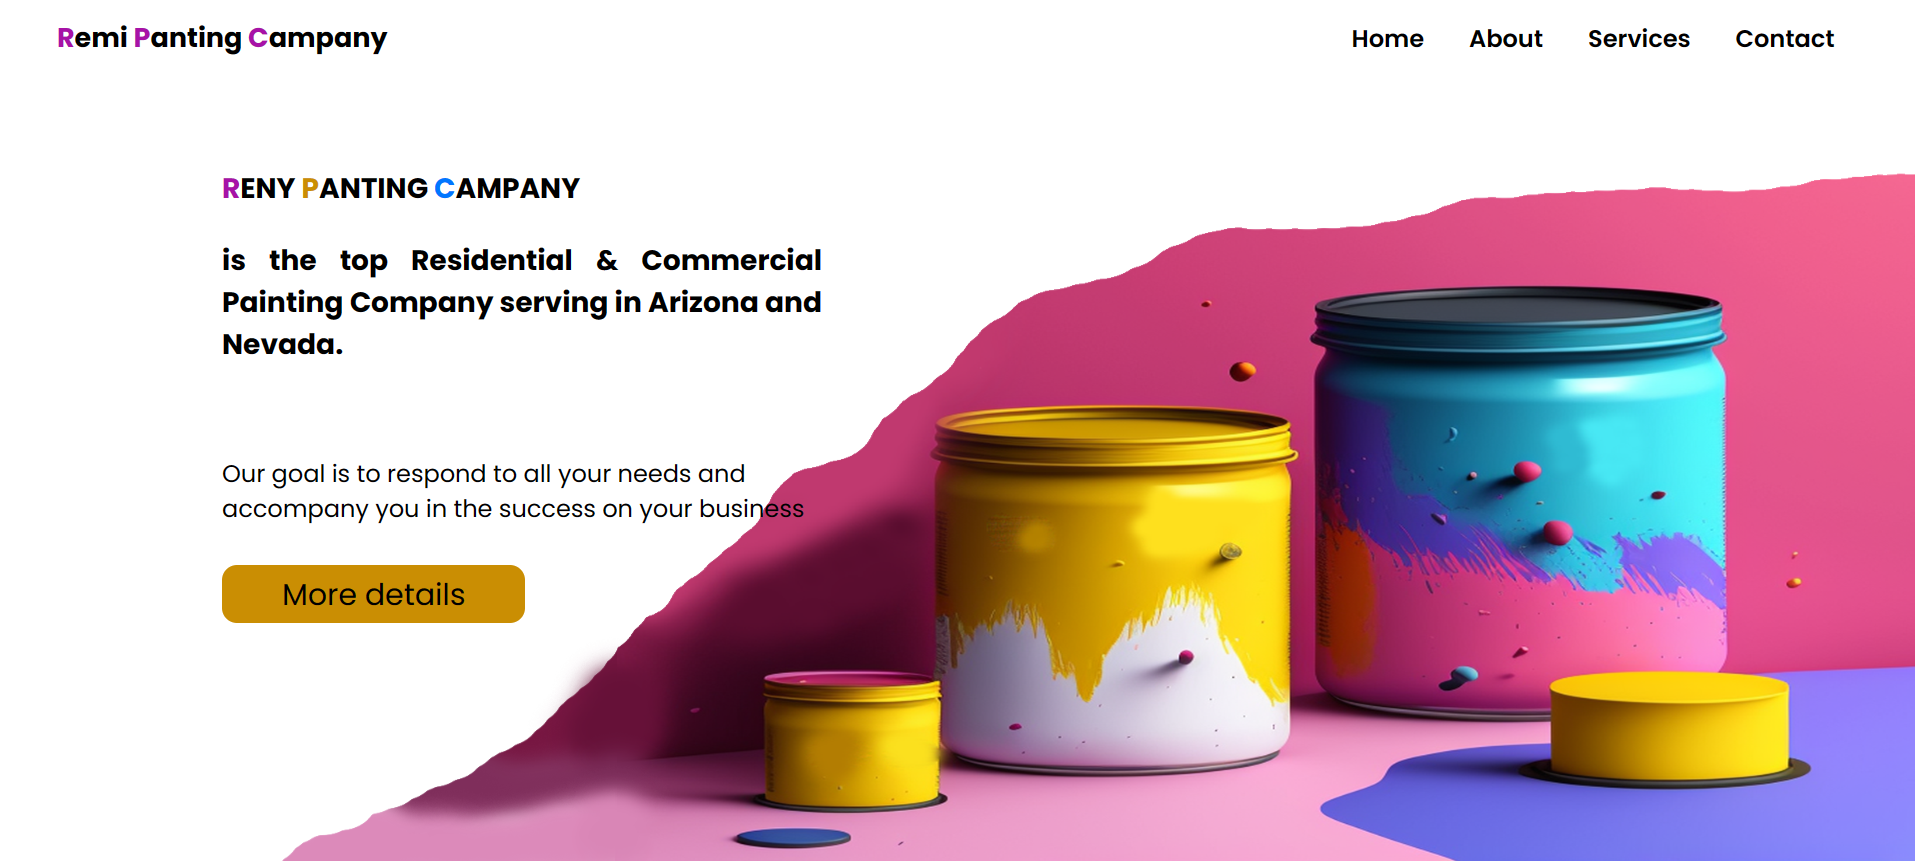 Remi Panting Campany
Home About Services Contact
RENY PANTING CAMPANY
is the top Residential & Commercial
Painting Company serving in Arizona and
Nevada.
Our goal is to respond to all your needs and
accompany you in the success on your business
More details